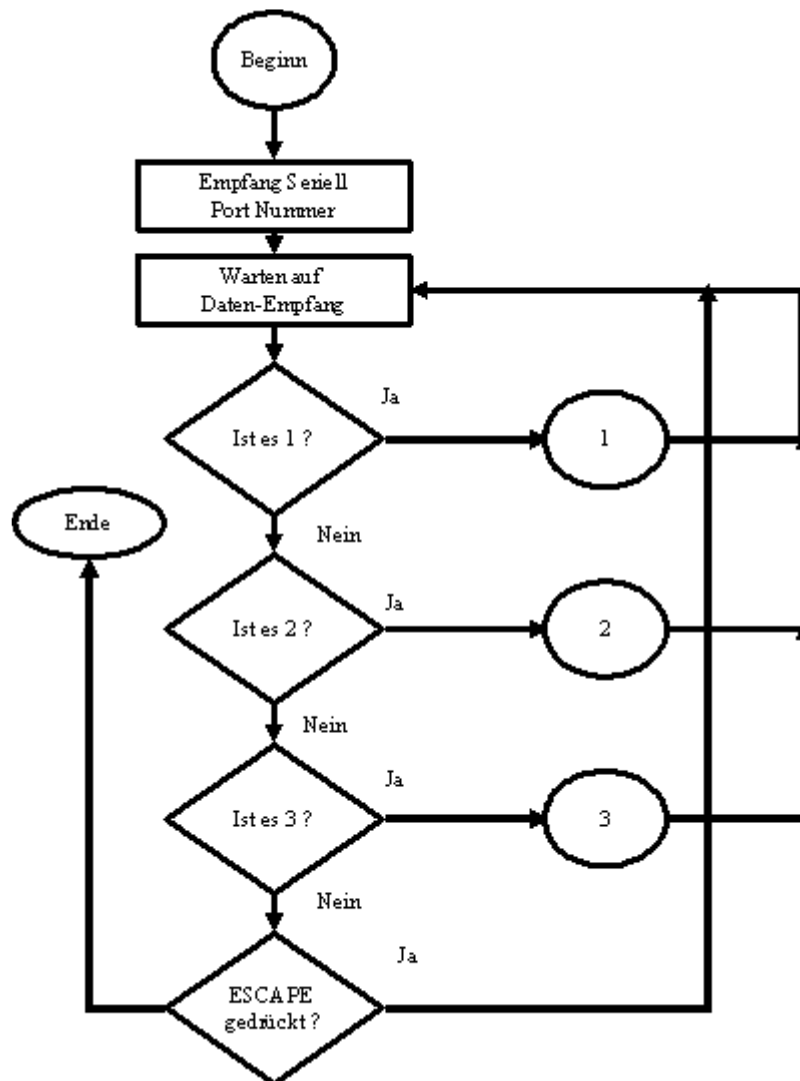 Beginn
Empfang Seriell
Port Nummer
Warten auf
Daten-Empfang
Ja
Ist es 1 ?
1
Ende
Nein
Ja
Ist es 2 ?
2
Nein
Ja
Ist es 3 ?
3
Nein
Ja
ESCAPE
gedrückt ?